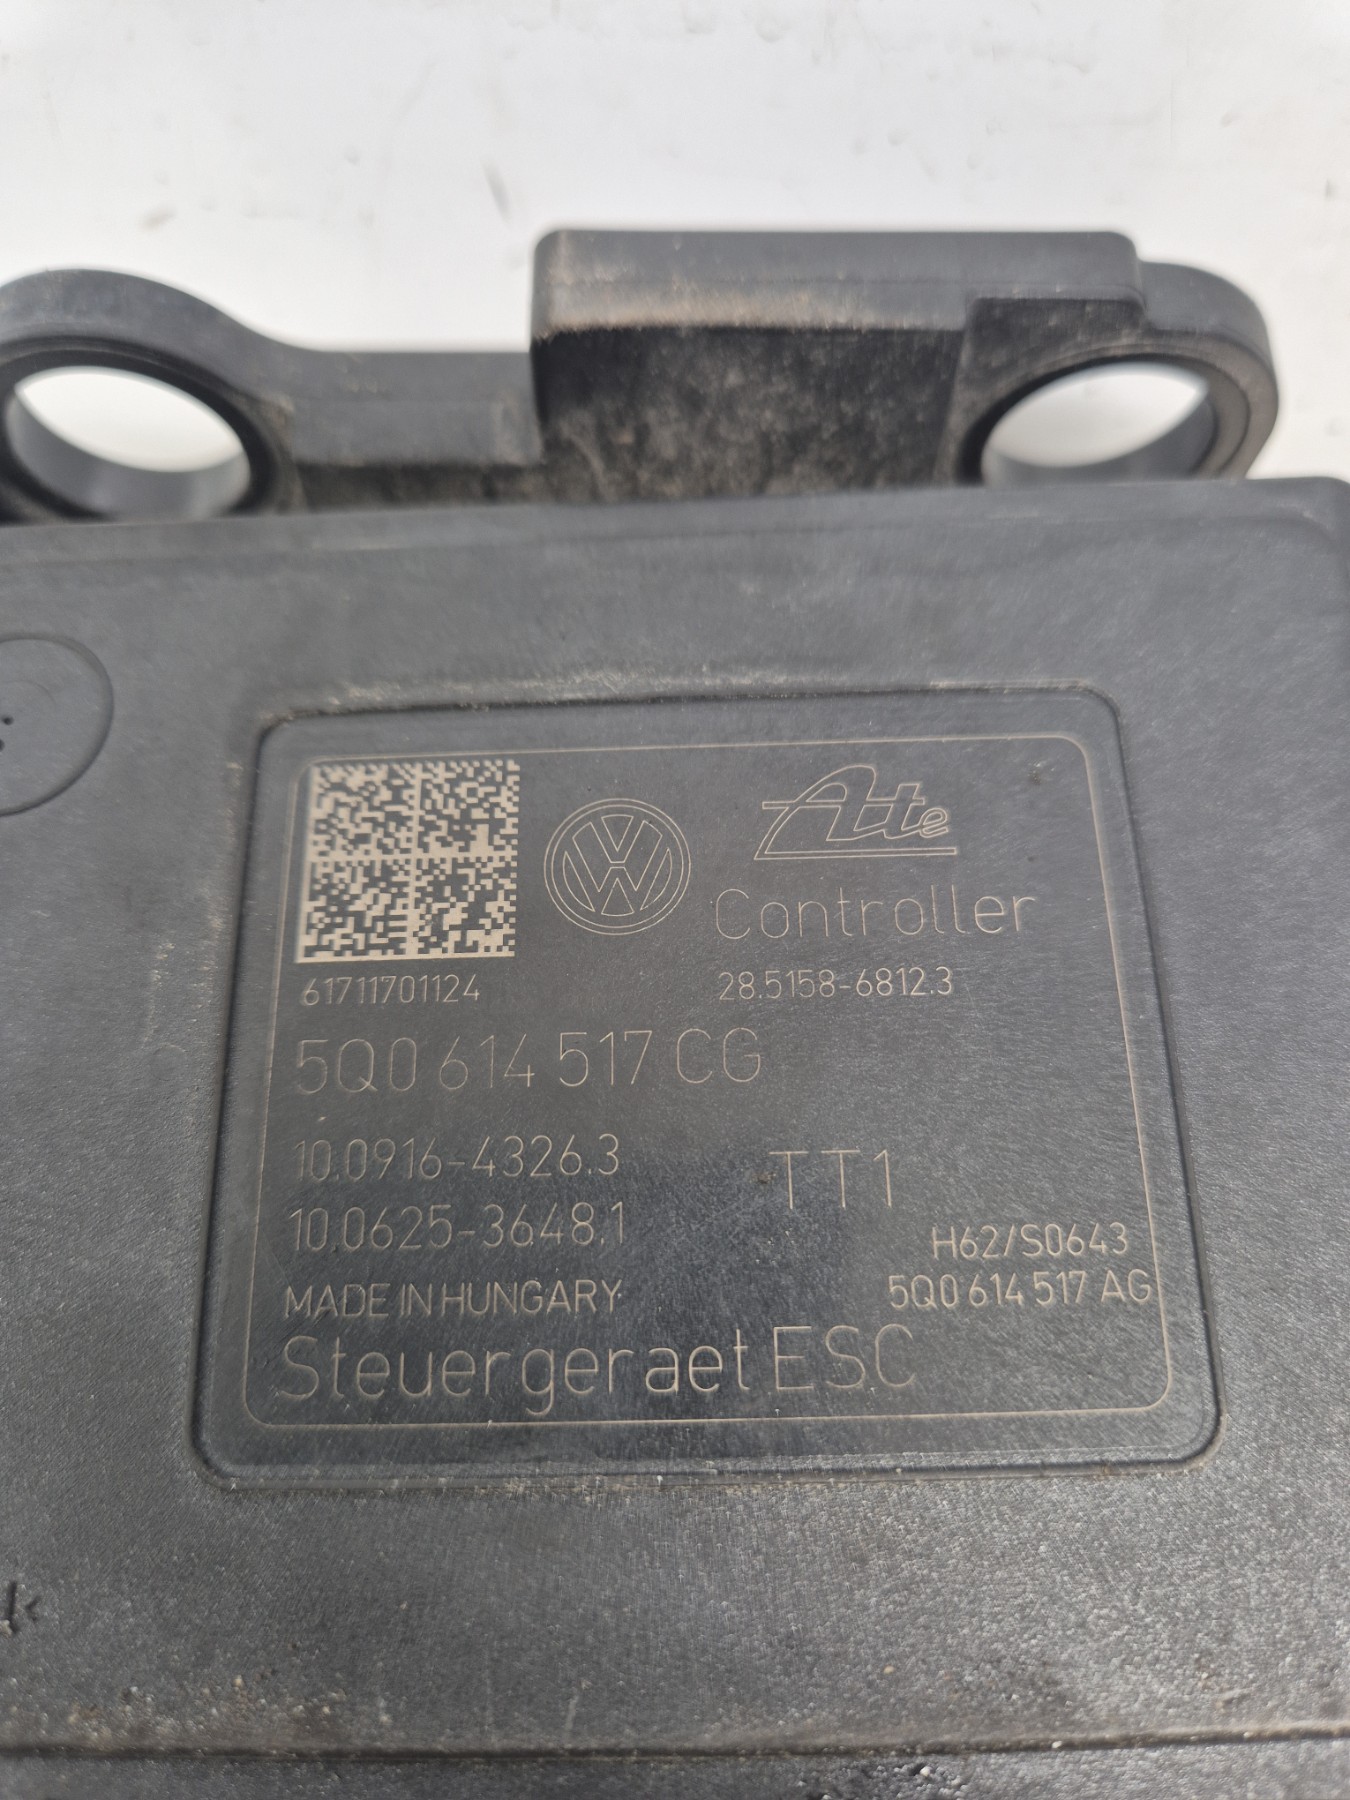 Ate
Controller
61711701124 28.5158-6812.3
5Q0 614 517 CG
10.0916-4326.3 TT1
10.0625-3648.1 H62/S0643
MADE IN HUNGARY 5Q0 614 517 AG
Steuergeraet ESC